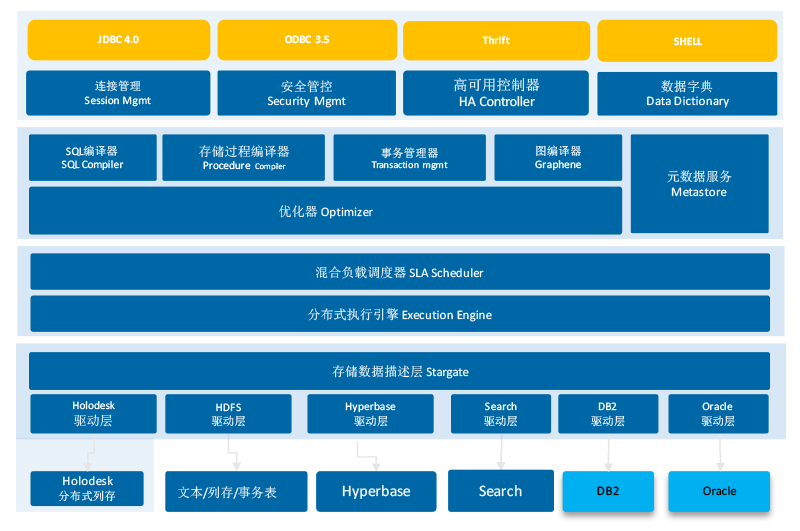 JDBC 4.0
ODBC 3.5
Thrift
SHELL
连接管理
Session Mgmt
安全管控
Security Mgmt
高可用控制器
HA Controller
数据字典
Data Dictionary
SQL编译器
SQL Compiler
存储过程编译器
Procedure Compiler
事务管理器
Transaction mgmt
图编译器
Graphene
元数据服务
Metastore
优化器 Optimizer
混合负载调度器 SLA Scheduler
分布式执行引擎 Execution Engine
存储数据描述层 Stargate
Holodesk
驱动层
HDFS
驱动层
Hyperbase
驱动层
Search
驱动层
DB2
驱动层
Oracle
驱动层
Holodesk
分布式列存
文本/列存/事务表
Hyperbase
Search
DB2
Oracle